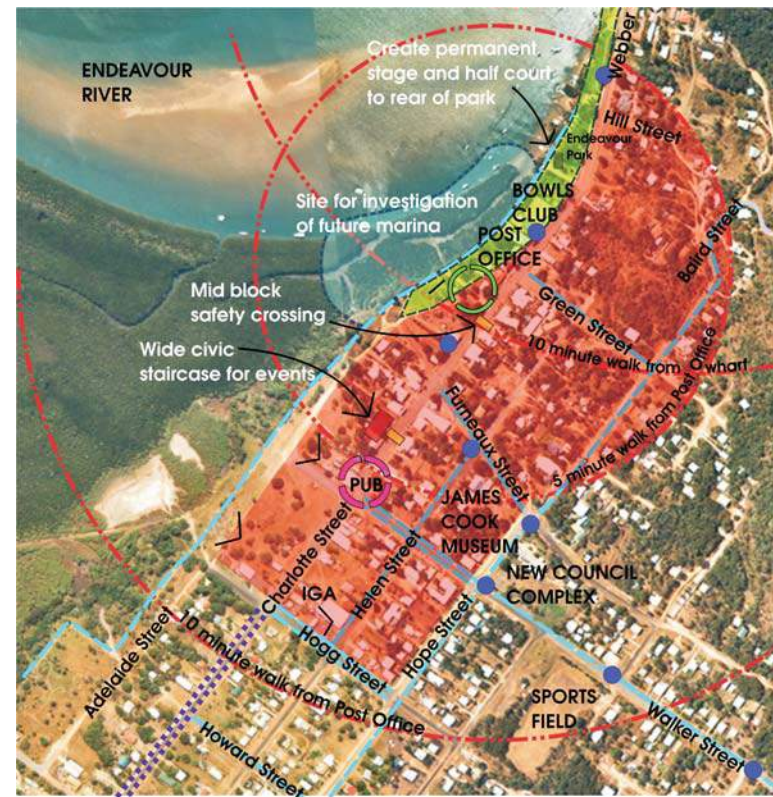 ENDEAVOUR
RIVER
Create permanent
stage and half court
to rear of park
Webber
Hill Street
Endeavour
Park
BOWLS
CLUB
Site for investigation
of future marina
POST
OFFICE
Baird Street
Mid block
safety crossing
Green Street
Wide civic
staircase for events
10 minute walk from wharf
Furneaux Street
5 minute walk from Post Office
PUB
JAMES
COOK
MUSEUM
Charlotte Street
Helen Street
NEW COUNCIL
COMPLEX
IGA
Hope Street
Hogg Street
Adelaide Street
10 minute walk from Post Office
SPORTS
FIELD
Walker Street
Howard Street